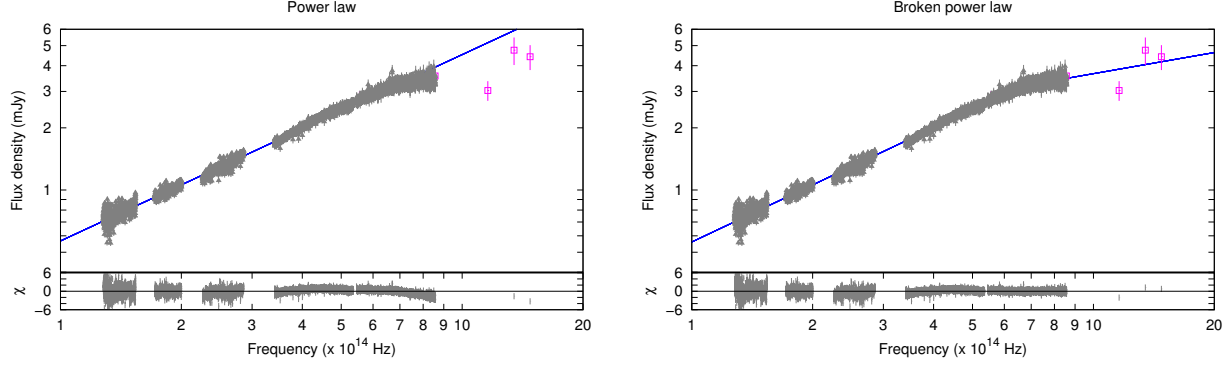 Power law
6
5
4
3
2
1
Flux density (mJy)
6
0
−6
χ
1 2 3 4 5 6 7 8 9 10 20
Frequency (x 10^14 Hz)
Broken power law
6
5
4
3
2
1
Flux density (mJy)
6
0
−6
χ
1 2 3 4 5 6 7 8 9 10 20
Frequency (x 10^14 Hz)